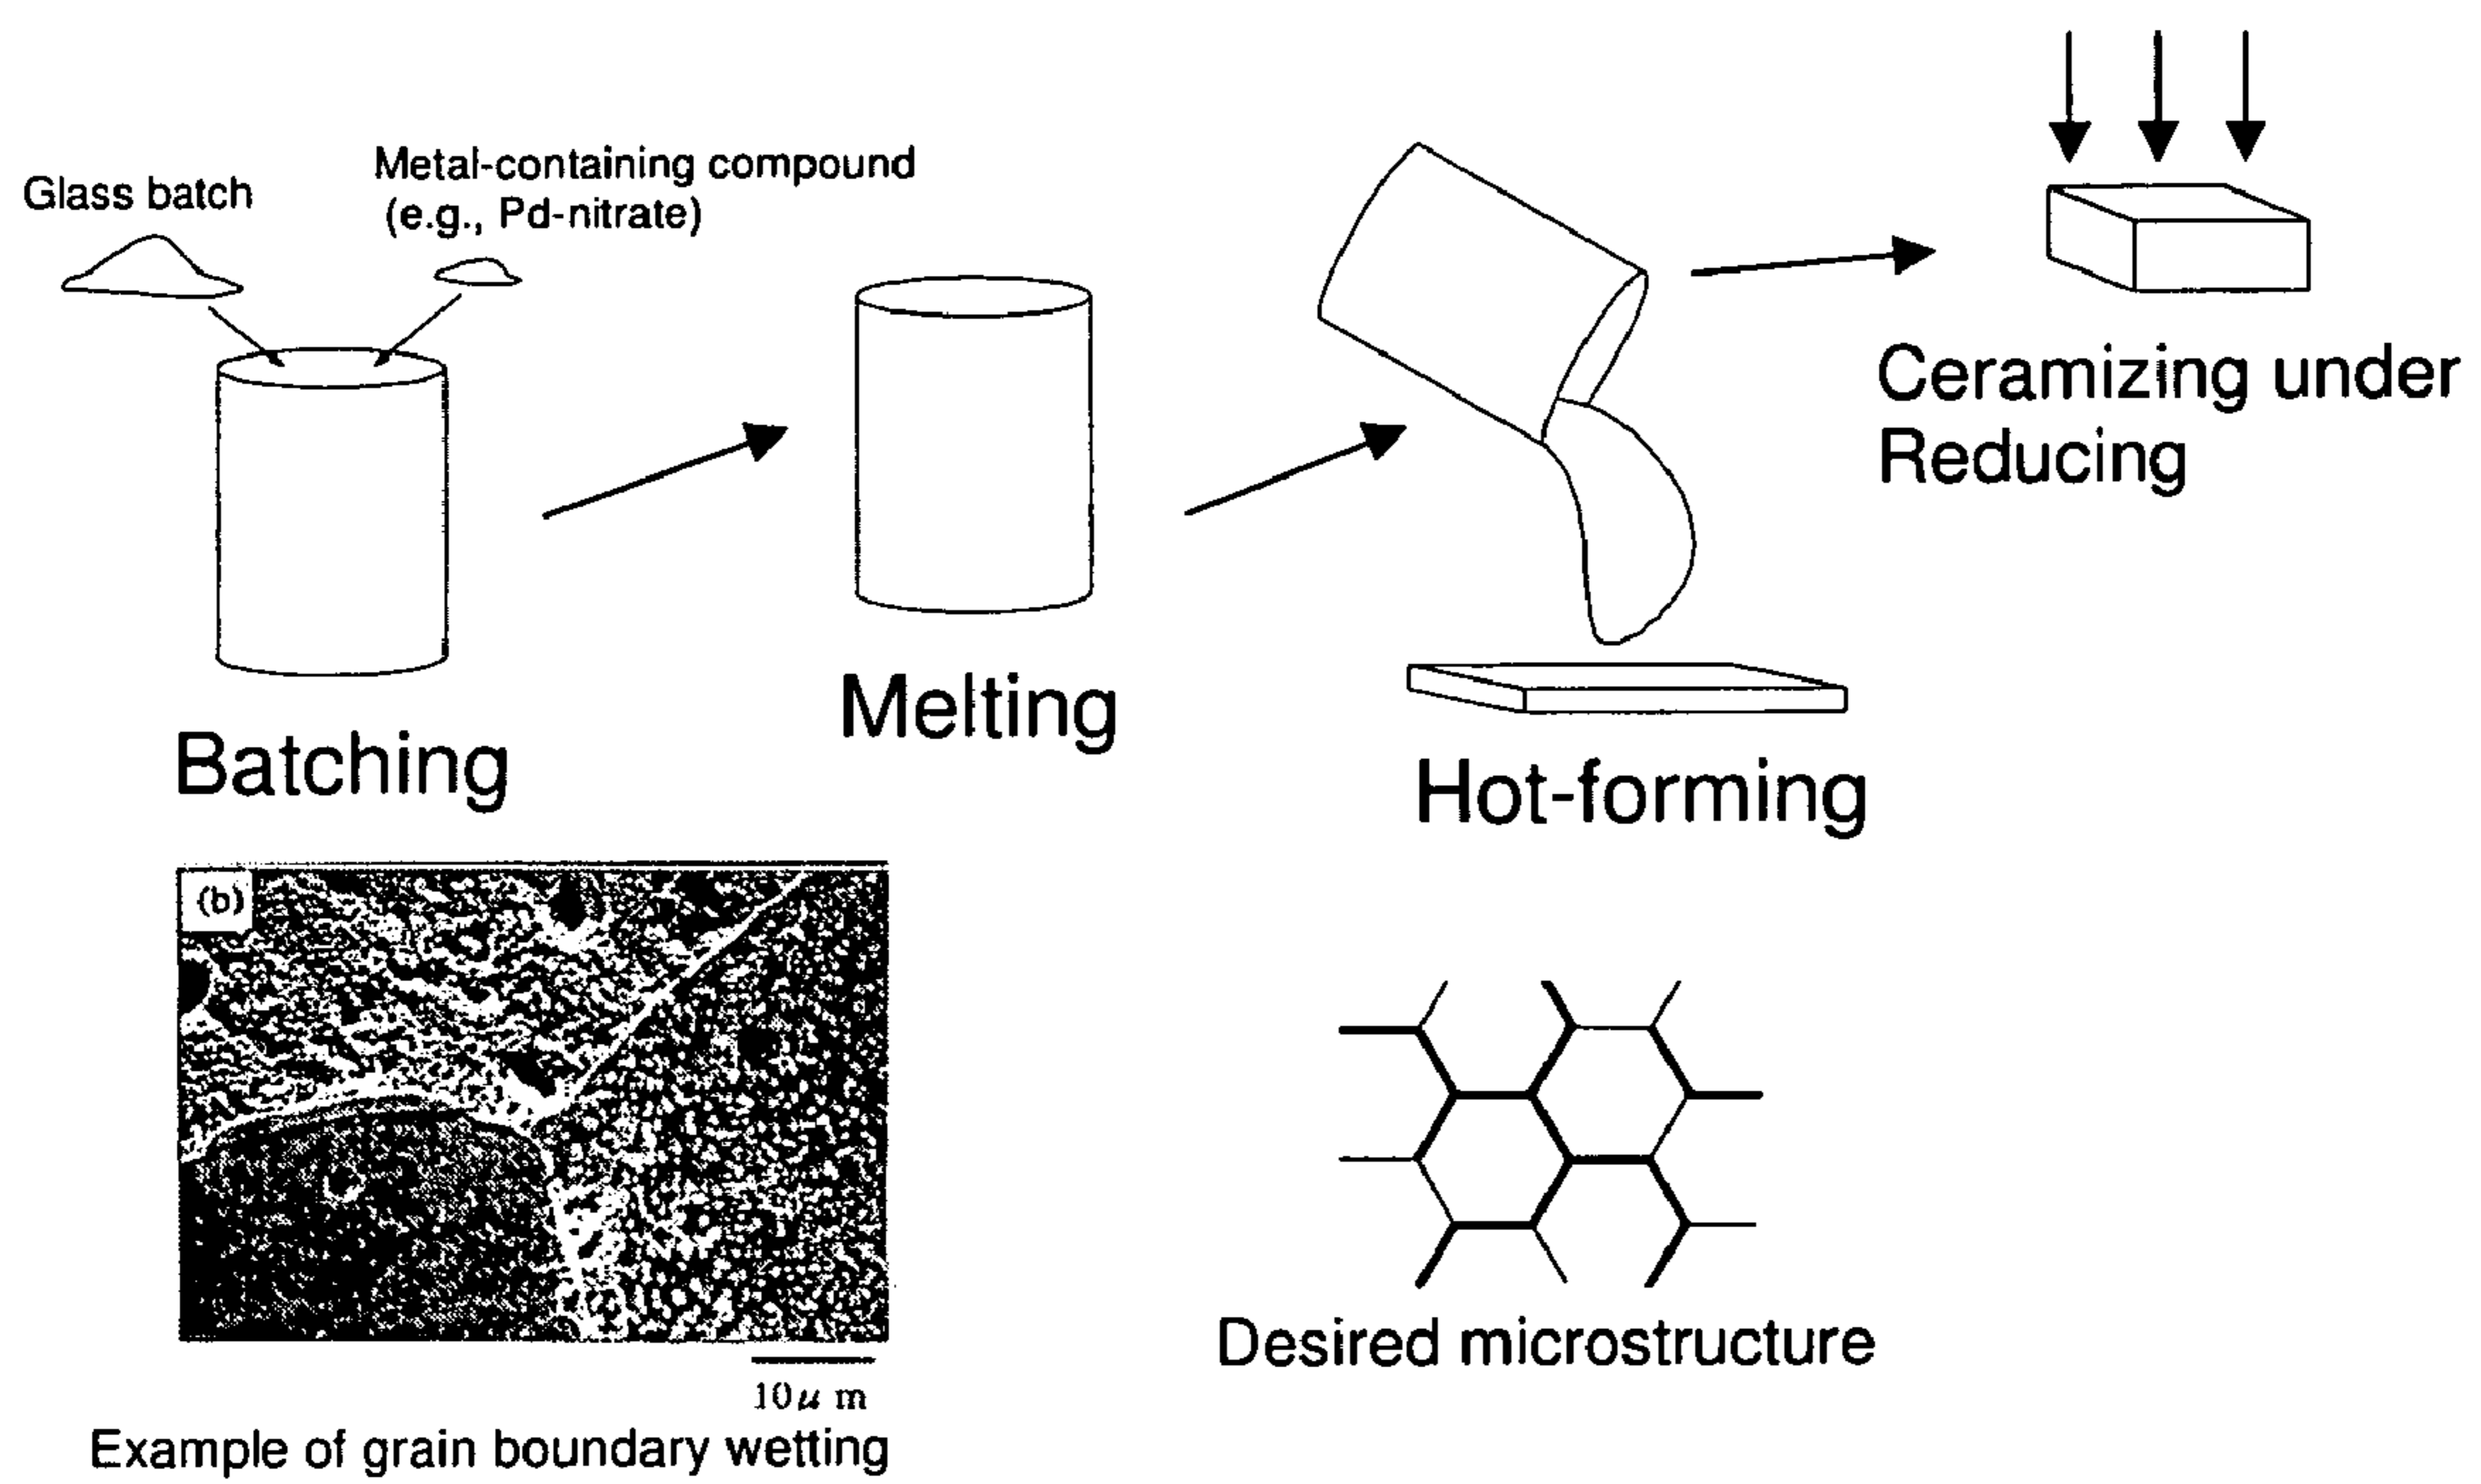 Glass batch
Metal-containing compound
(e.g., Pd-nitrate)
Batching
Melting
Hot-forming
Ceramizing under
Reducing
(b)
10μ m
Example of grain boundary wetting
Desired microstructure